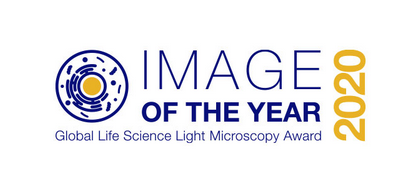 IMAGE
OF THE YEAR
Global Life Science Light Microscopy Award
2020